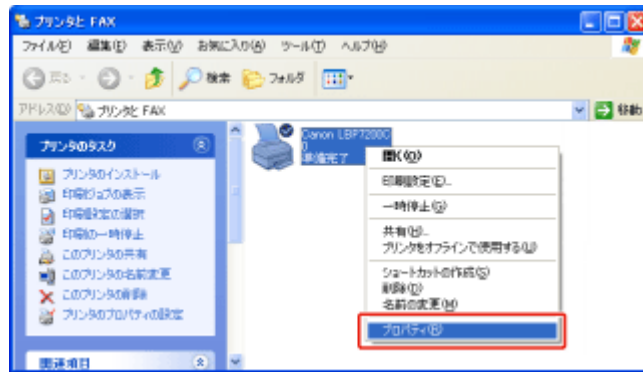 プリンタと FAX
ファイル(F) 編集(E) 表示(V) お気に入り(A) ツール(T) ヘルプ(H)
戻る 検索 フォルダ
アドレス(D) プリンタと FAX 移動
プリンタのタスク
プリンタのインストール
印刷ジョブの表示
印刷設定の選択
印刷の一時停止
このプリンタの共有
このプリンタの名前変更
このプリンタの削除
プリンタのプロパティの設定
関連項目
Canon LBP7200C
0
準備完了
開く(O)
印刷設定(E)...
一時停止(G)
共有(H)...
プリンタをオフラインで使用する(U)
ショートカットの作成(S)
削除(D)
名前の変更(M)
プロパティ(R)